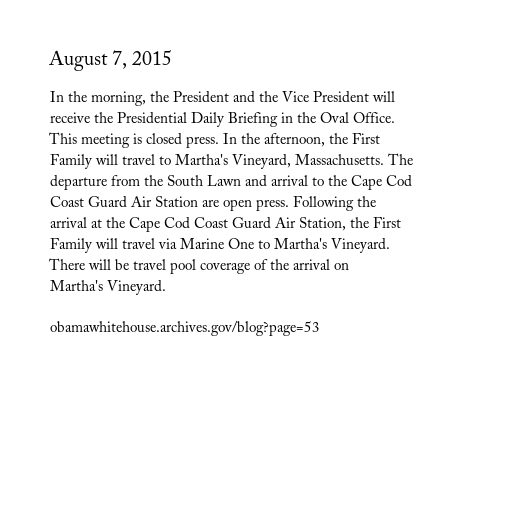 August 7, 2015
In the morning, the President and the Vice President will
receive the Presidential Daily Briefing in the Oval Office.
This meeting is closed press. In the afternoon, the First
Family will travel to Martha's Vineyard, Massachusetts. The
departure from the South Lawn and arrival to the Cape Cod
Coast Guard Air Station are open press. Following the
arrival at the Cape Cod Coast Guard Air Station, the First
Family will travel via Marine One to Martha's Vineyard.
There will be travel pool coverage of the arrival on
Martha's Vineyard.
obamawhitehouse.archives.gov/blog?page=53